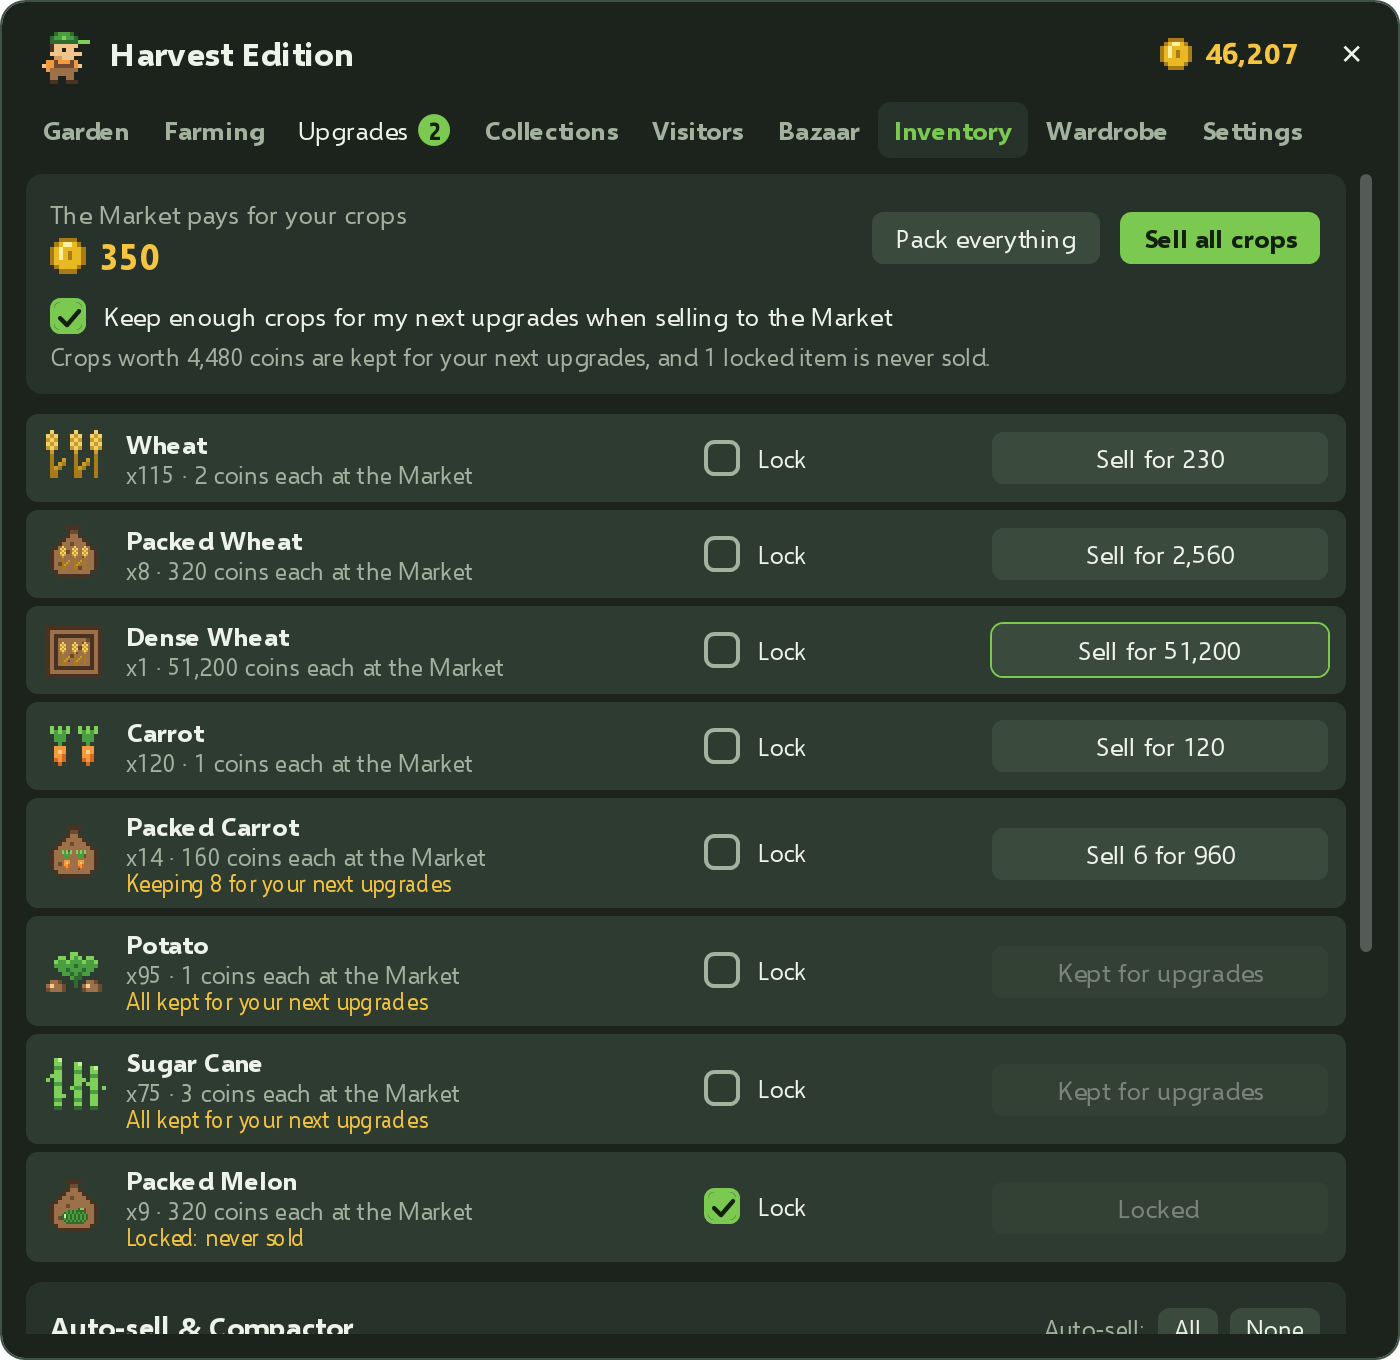 Harvest Edition
46,207
×
Garden Farming Upgrades 2 Collections Visitors Bazaar Inventory Wardrobe Settings
The Market pays for your crops
350
Pack everything
Sell all crops
Keep enough crops for my next upgrades when selling to the Market
Crops worth 4,480 coins are kept for your next upgrades, and 1 locked item is never sold.
Wheat
x115 · 2 coins each at the Market
Lock
Sell for 230
Packed Wheat
x8 · 320 coins each at the Market
Lock
Sell for 2,560
Dense Wheat
x1 · 51,200 coins each at the Market
Lock
Sell for 51,200
Carrot
x120 · 1 coins each at the Market
Lock
Sell for 120
Packed Carrot
x14 · 160 coins each at the Market
Keeping 8 for your next upgrades
Lock
Sell 6 for 960
Potato
x95 · 1 coins each at the Market
All kept for your next upgrades
Lock
Kept for upgrades
Sugar Cane
x75 · 3 coins each at the Market
All kept for your next upgrades
Lock
Kept for upgrades
Packed Melon
x9 · 320 coins each at the Market
Locked: never sold
Lock
Locked
Auto-sell & Compactor
Auto-sell: All None